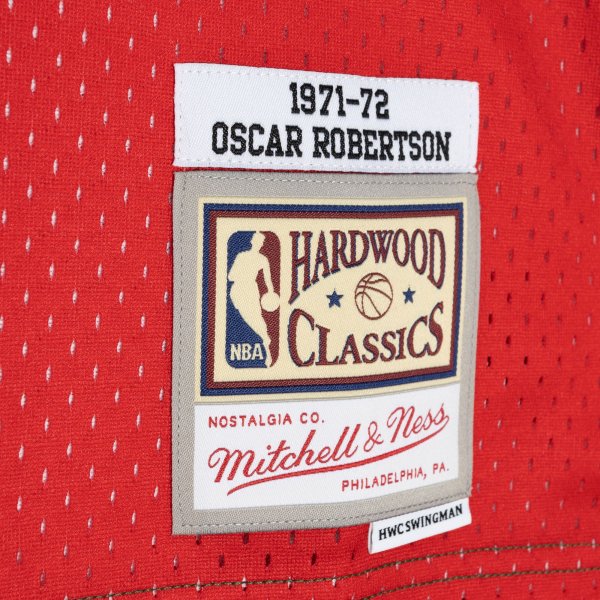 1971-72
OSCAR ROBERTSON
HARDWOOD
CLASSICS
NBA
NOSTALGIA CO.
Mitchell & Ness
PHILADELPHIA, PA.
HWC SWINGMAN